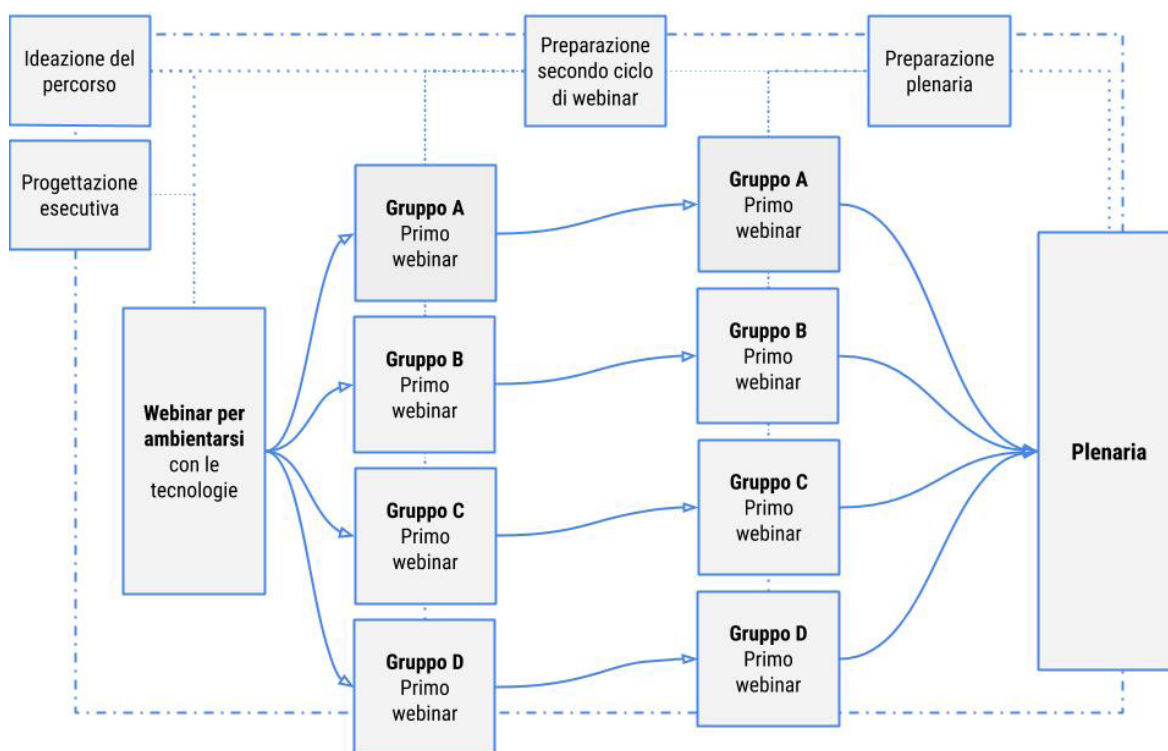 Ideazione del
percorso
Preparazione
secondo ciclo
di webinar
Preparazione
plenaria
Progettazione
esecutiva
Webinar per
ambientarsi
con le
tecnologie
Gruppo A
Primo
webinar
Gruppo B
Primo
webinar
Gruppo C
Primo
webinar
Gruppo D
Primo
webinar
Gruppo A
Primo
webinar
Gruppo B
Primo
webinar
Gruppo C
Primo
webinar
Gruppo D
Primo
webinar
Plenaria